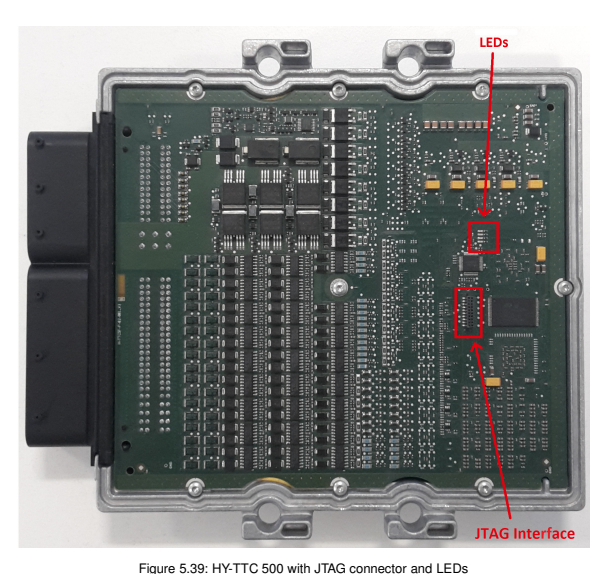 LEDs
JTAG Interface
Figure 5.39: HY-TTC 500 with JTAG connector and LEDs